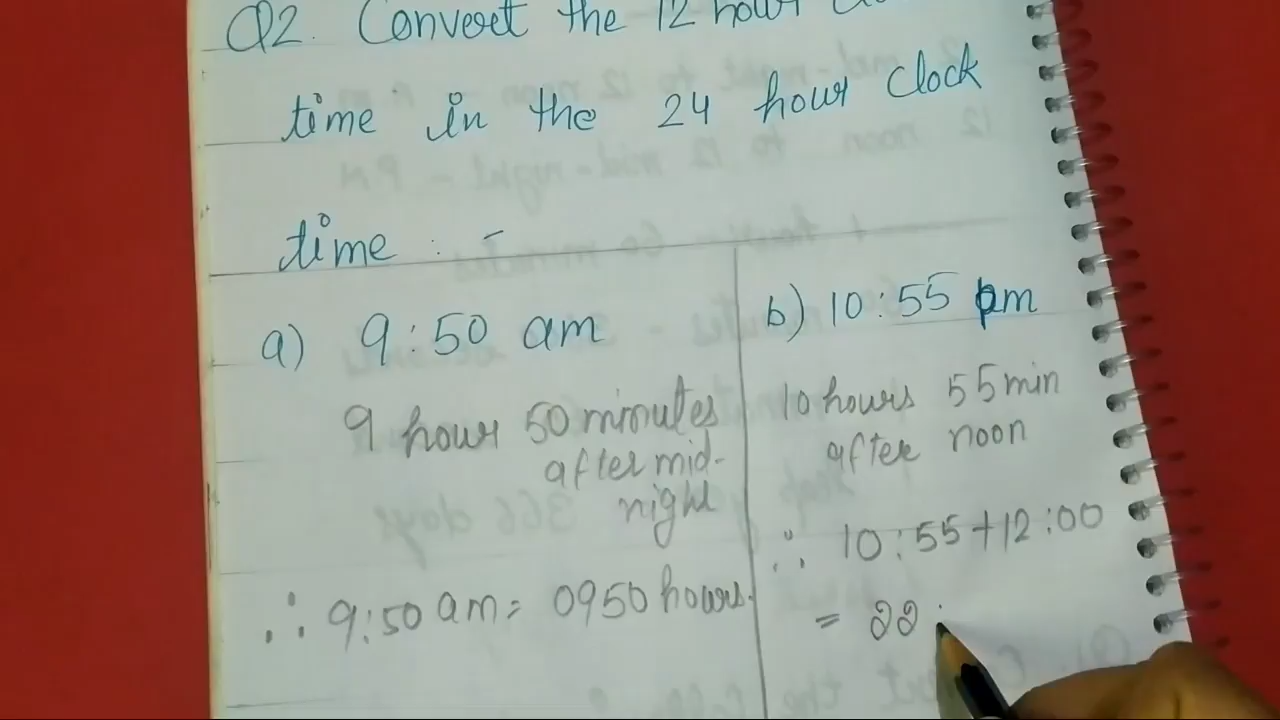 Q2. Convert the 12 hour
time in the 24 hour clock
time : -
a) 9:50 am
9 hour 50 minutes
after mid-
night
∴ 9:50 am = 0950 hours.
b) 10:55 pm
10 hours 55 min
after noon
∴ 10:55 + 12:00
= 22: